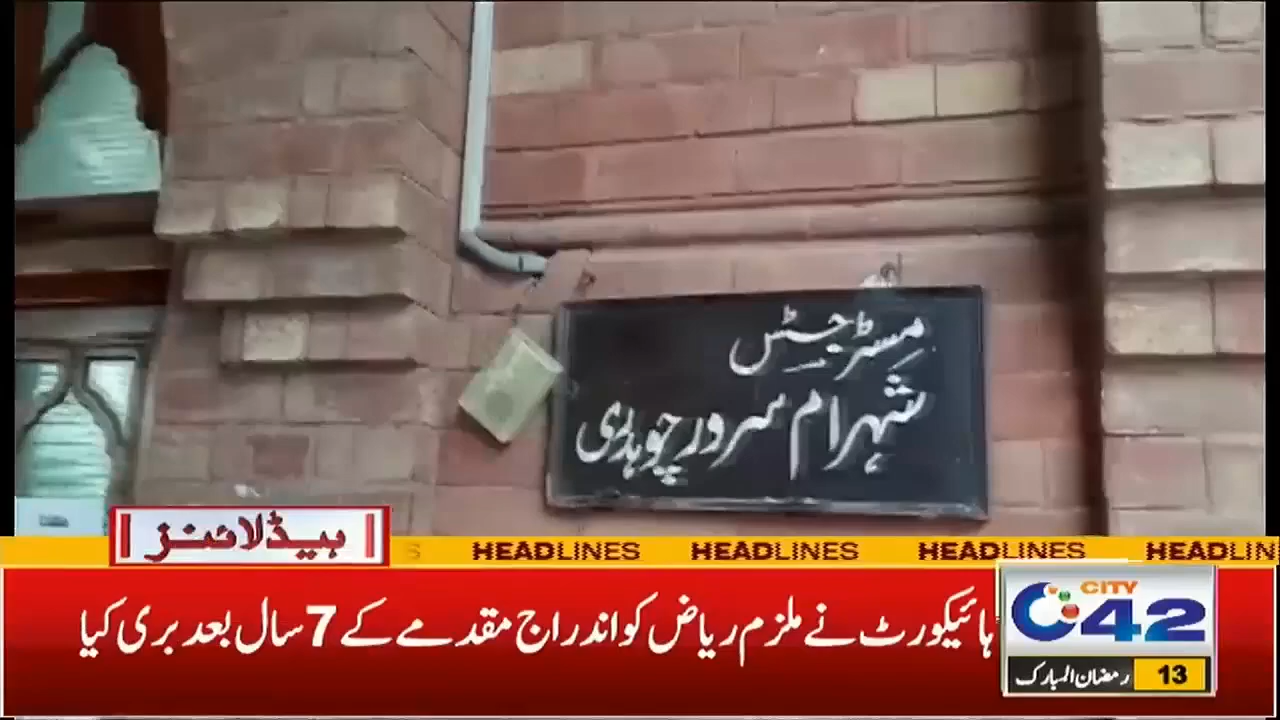 مسٹر جسٹس
شہرام سرور چوہدری
ہیڈلائنز
HEADLINES HEADLINES HEADLINES HEADLIN
ہائیکورٹ نے ملزم ریاض کو اندراج مقدمے کے 7 سال بعد بری کیا
CITY
42
13 رمضان المبارک